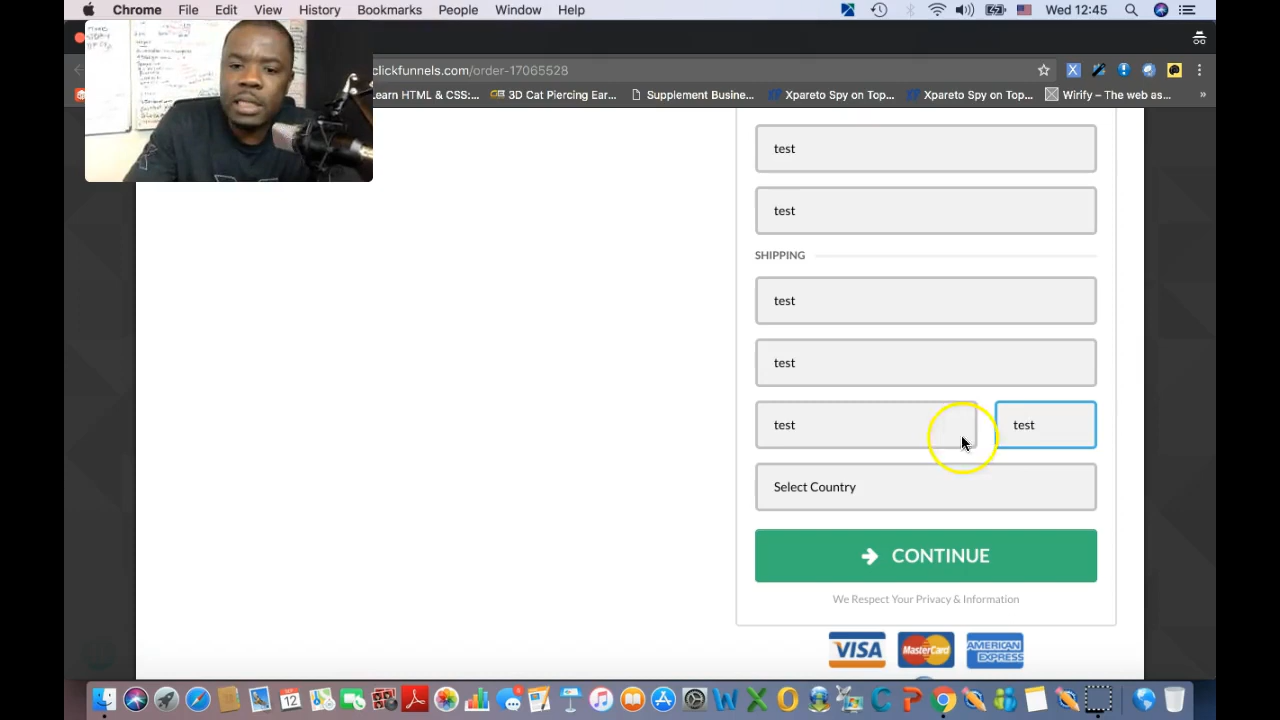 Chrome File Edit View History Bookmarks People Window Help Wed 12:45
clickfunnels.com/order-17065528
earn HTML & CSS:... 3D Cat Piercing Ear... Supplement Busine... Xpareto Spy on Top... Xpareto Spy on Top... Wirify – The web as... »
test
test
SHIPPING
test
test
test test
Select Country
CONTINUE
We Respect Your Privacy & Information
VISA MasterCard AMERICAN EXPRESS